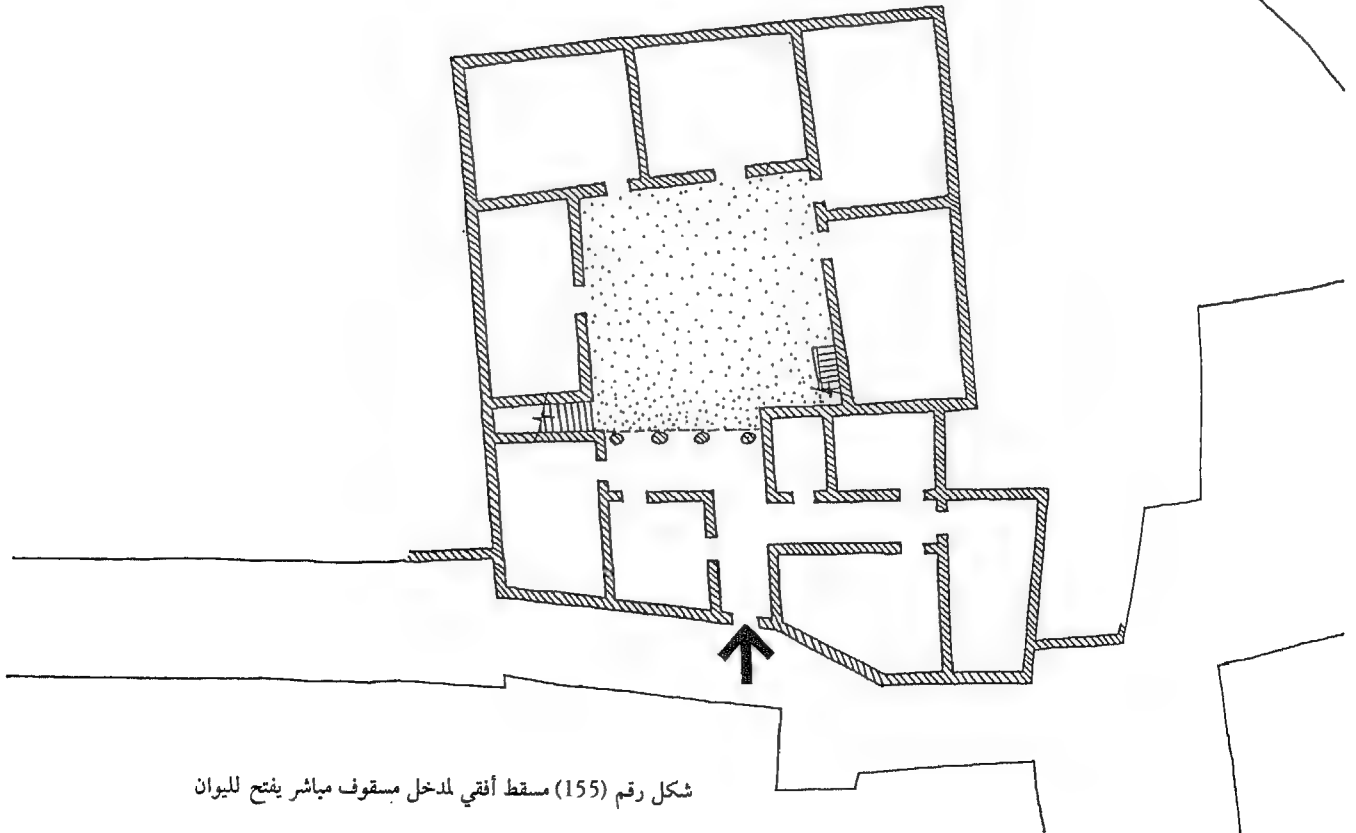 شكل رقم (155) مسقط أفقي لمدخل مسقوف مباشر يفتح لليوان